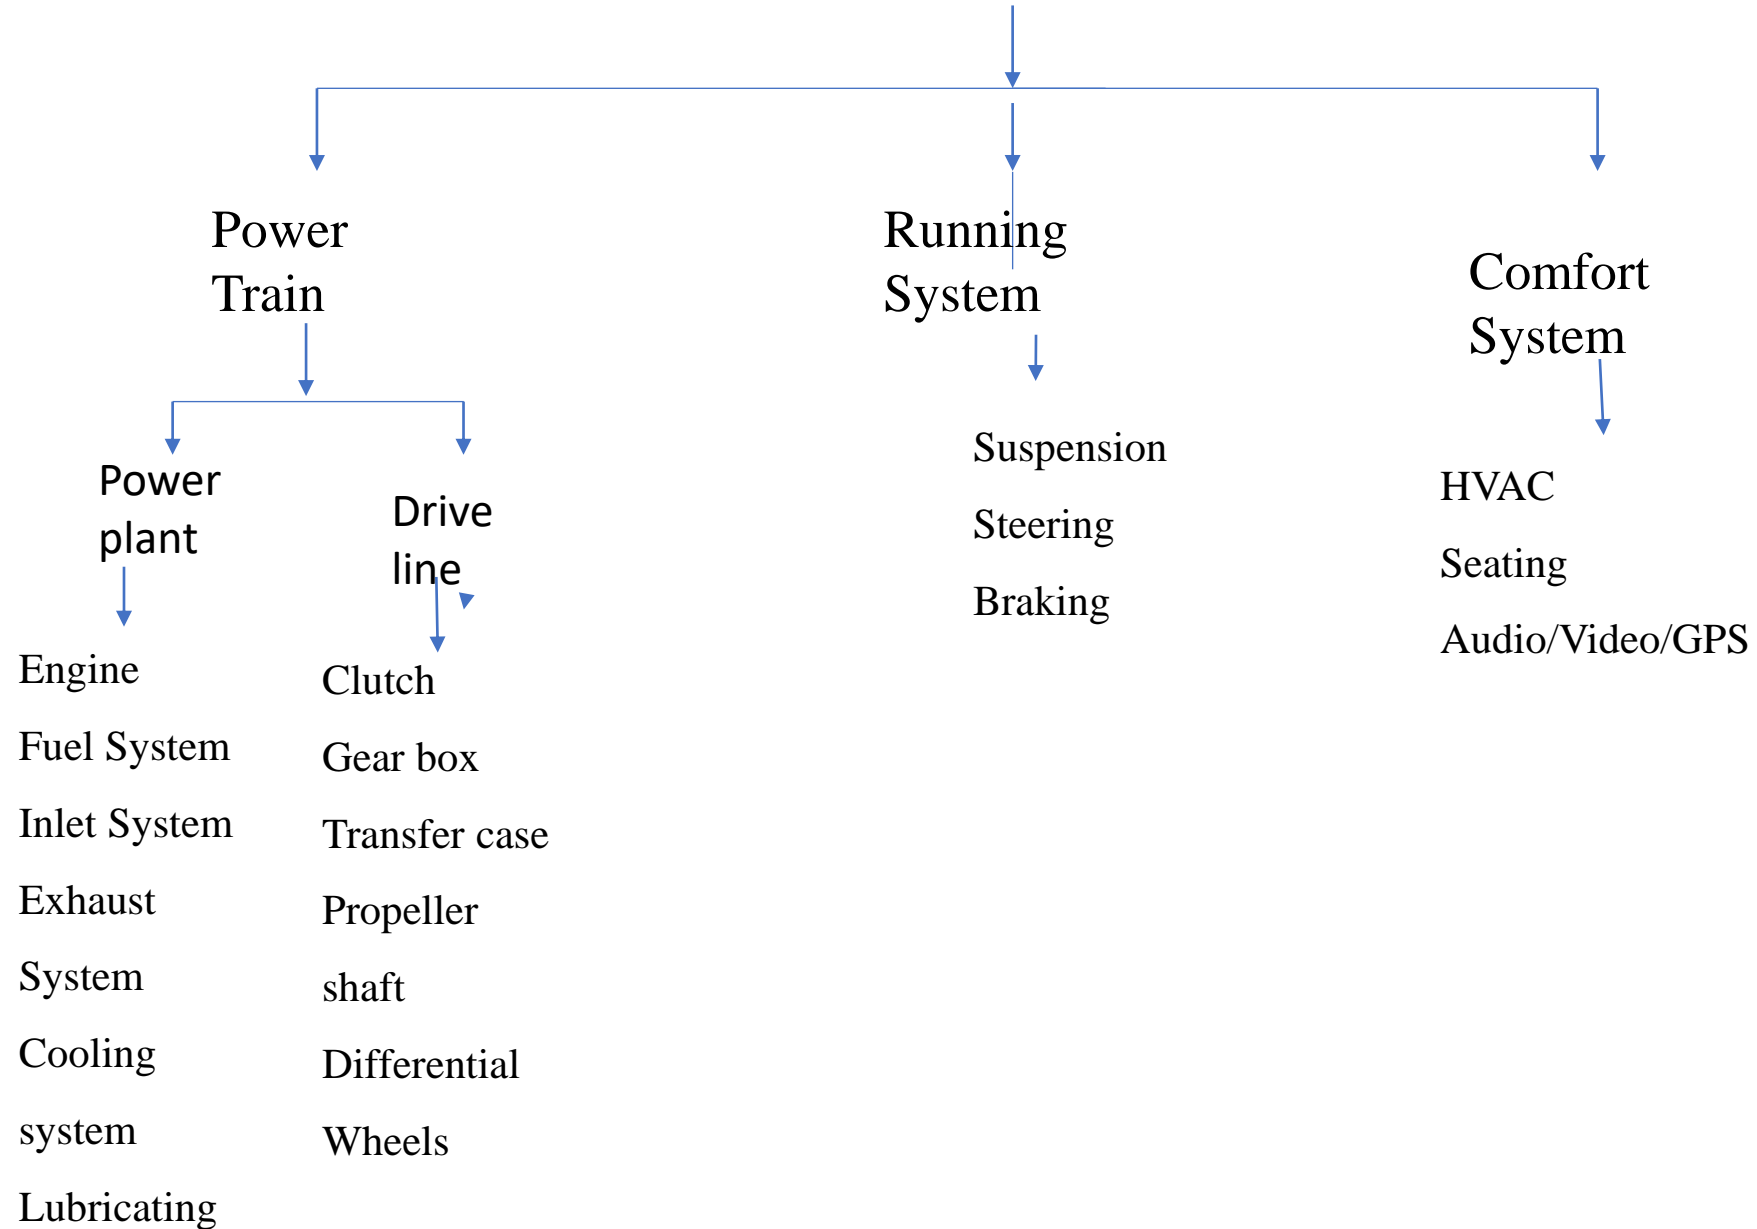 Power
Train
Running
System
Comfort
System
Power
plant
Drive
line
Engine
Fuel System
Inlet System
Exhaust
System
Cooling
system
Lubricating
Clutch
Gear box
Transfer case
Propeller
shaft
Differential
Wheels
Suspension
Steering
Braking
HVAC
Seating
Audio/Video/GPS